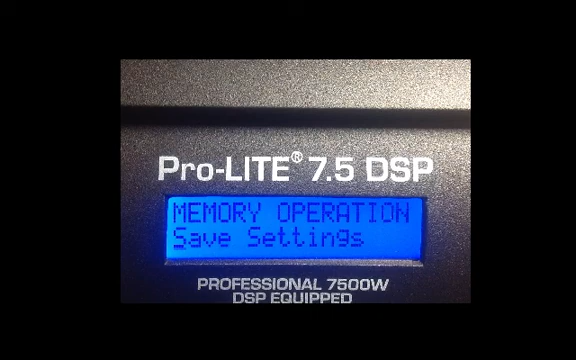 Pro-LITE® 7.5 DSP
MEMORY OPERATION
Save Settings
PROFESSIONAL 7500W
DSP EQUIPPED